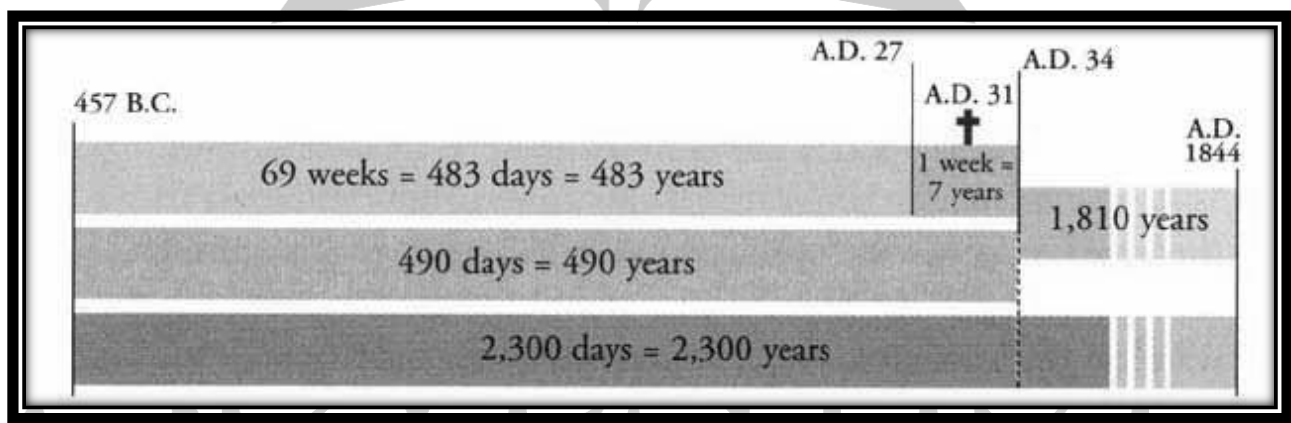 457 B.C.
A.D. 27
A.D. 34
A.D. 31
A.D.
1844
69 weeks = 483 days = 483 years
1 week =
7 years
1,810 years
490 days = 490 years
2,300 days = 2,300 years